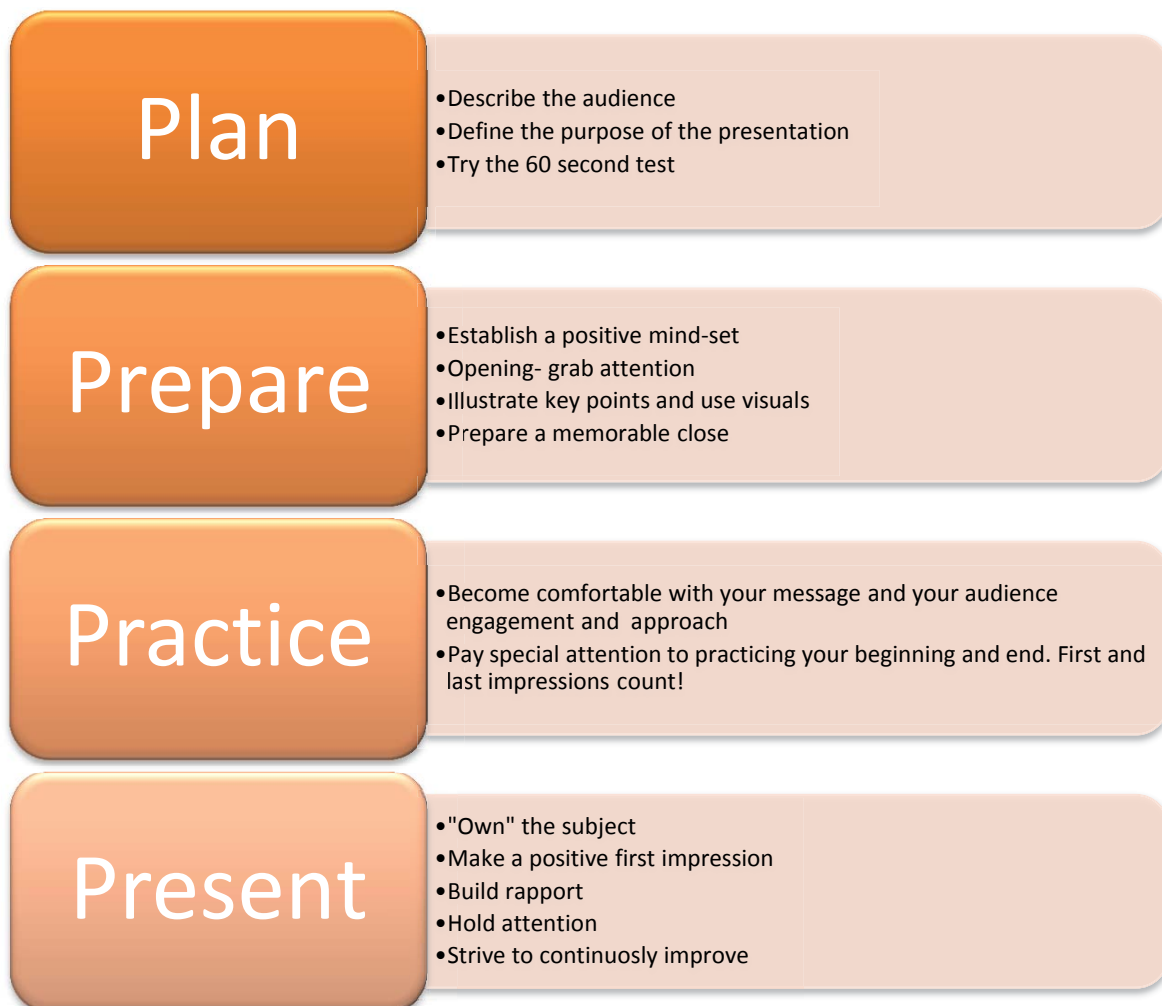 Plan
•Describe the audience
•Define the purpose of the presentation
•Try the 60 second test
Prepare
•Establish a positive mind-set
•Opening- grab attention
•Illustrate key points and use visuals
•Prepare a memorable close
Practice
•Become comfortable with your message and your audience
engagement and  approach
•Pay special attention to practicing your beginning and end. First and
last impressions count!
Present
•"Own" the subject
•Make a positive first impression
•Build rapport
•Hold attention
•Strive to continuosly improve